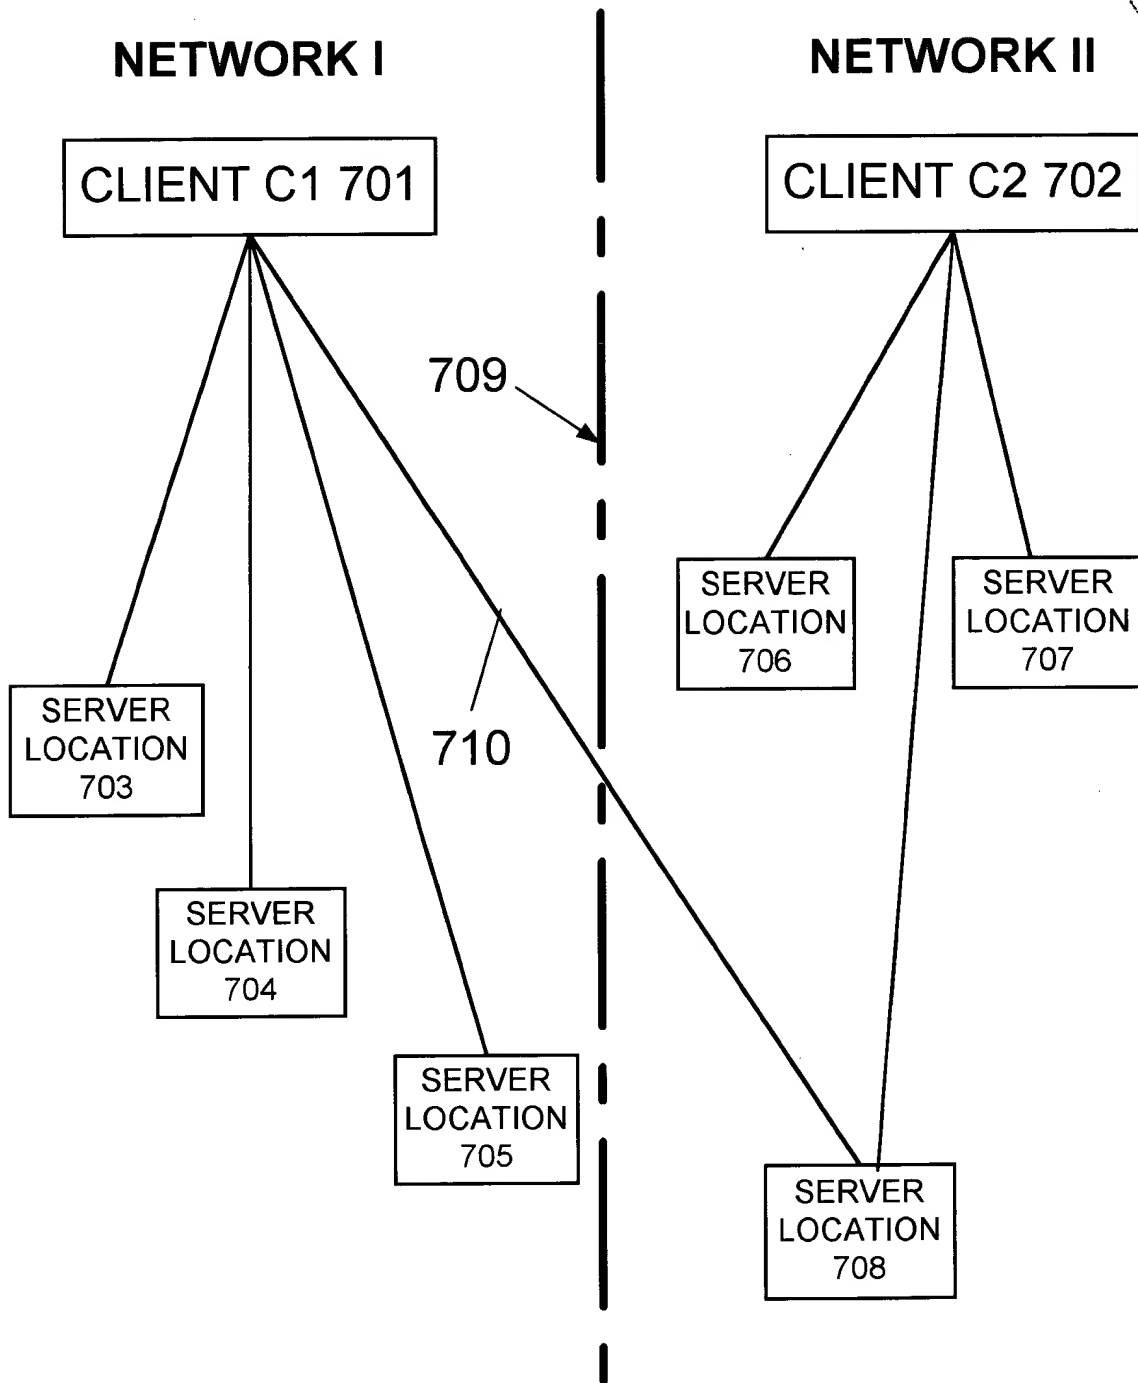 NETWORK I
NETWORK II
CLIENT C1 701
CLIENT C2 702
709
SERVER
LOCATION
706
SERVER
LOCATION
707
710
SERVER
LOCATION
703
SERVER
LOCATION
704
SERVER
LOCATION
705
SERVER
LOCATION
708